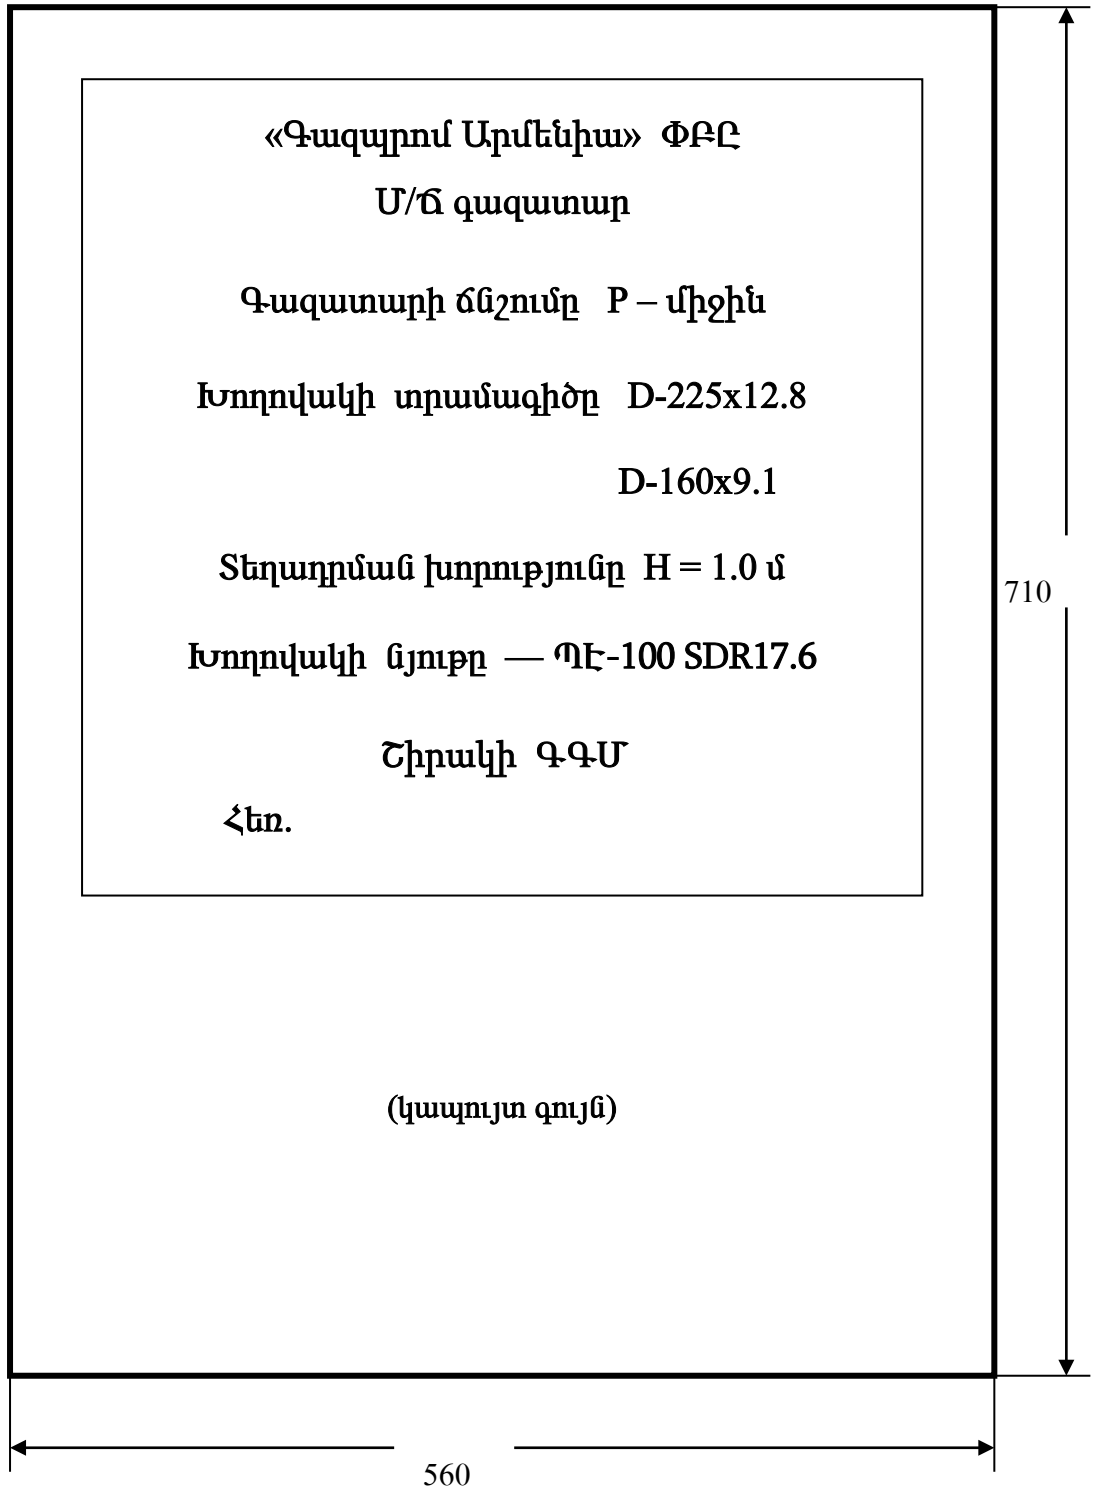 «Գազպրոմ Արմենիա» ՓԲԸ
Մ/Ճ գազատար
Գազատարի ճնշումը P – միջին
Խողովակի տրամագիծը D-225x12.8
D-160x9.1
Տեղադրման խորությունը H = 1.0 մ
710
Խողովակի նյութը — ՊԷ-100 SDR17.6
Շիրակի ԳԳՄ
Հեռ.
(կապույտ գույն)
560